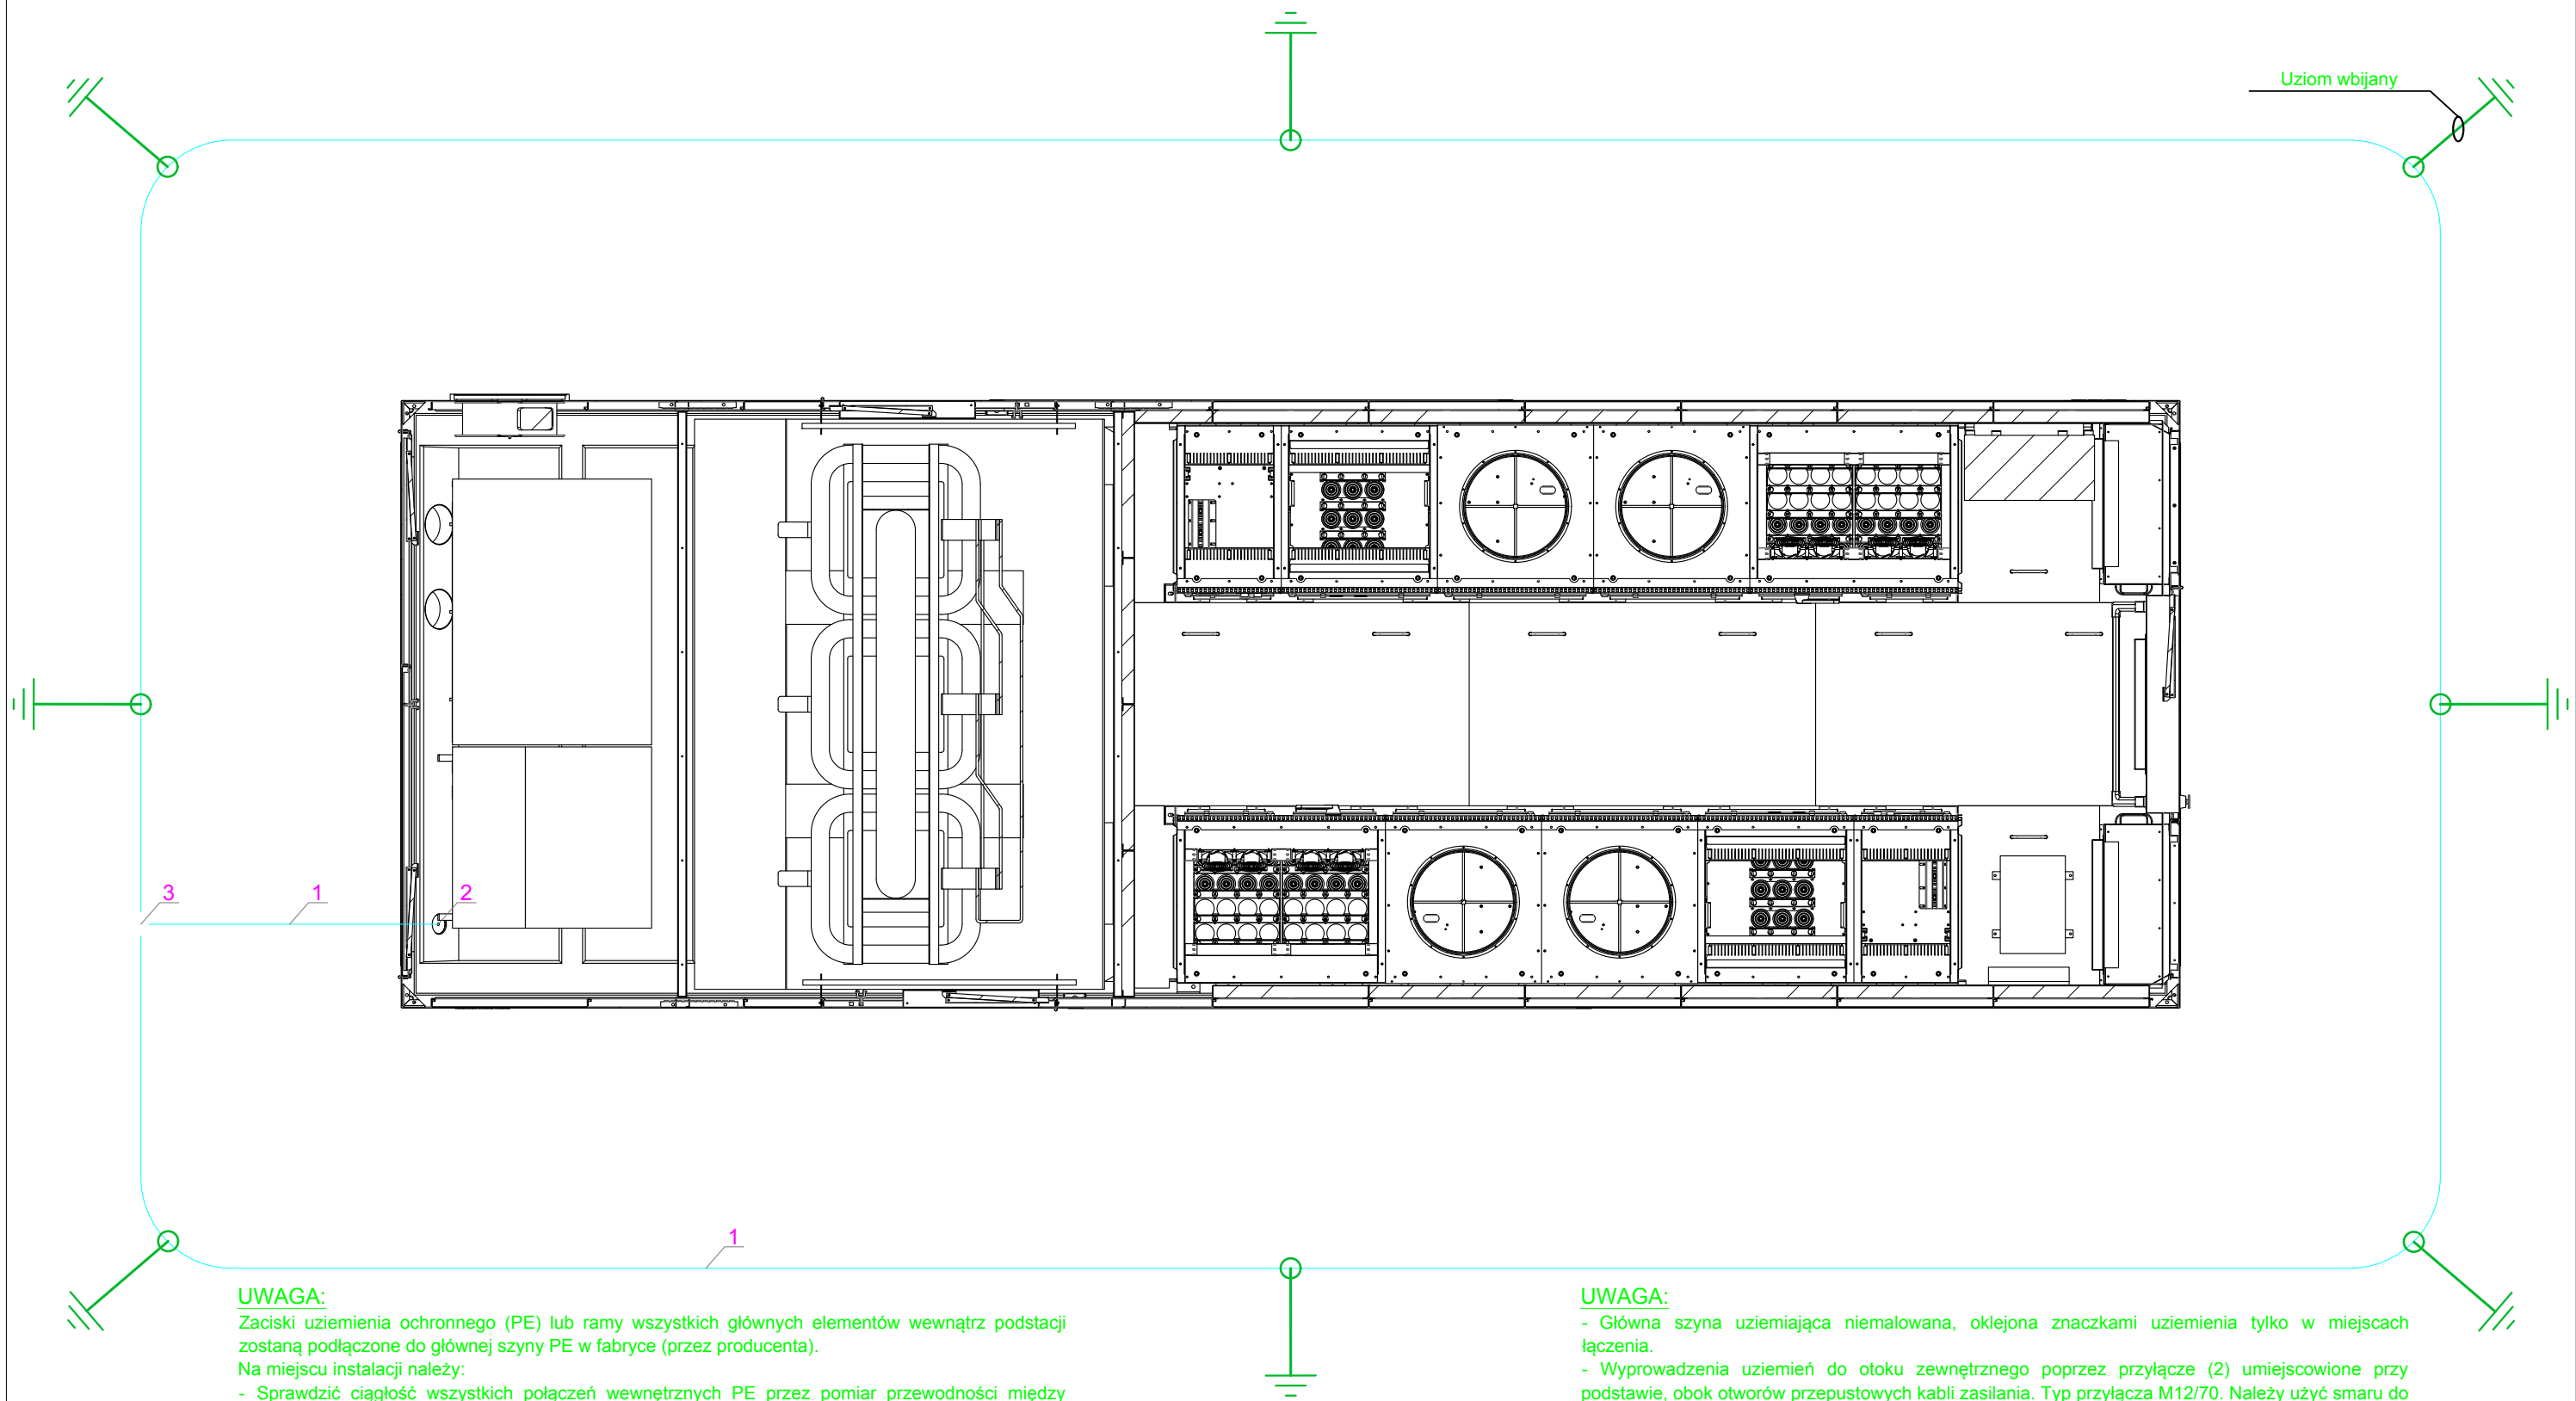 Uziom wbijany
3
1
2
1
UWAGA:
Zaciski uziemienia ochronnego (PE) lub ramy wszystkich głównych elementów wewnątrz podstacji
zostaną podłączone do głównej szyny PE w fabryce (przez producenta).
Na miejscu instalacji należy:
- Sprawdzić ciągłość wszystkich połączeń wewnętrznych PE przez pomiar przewodności między
UWAGA:
- Główna szyna uziemiająca niemalowana, oklejona znaczkami uziemienia tylko w miejscach
łączenia.
- Wyprowadzenia uziemień do otoku zewnętrznego poprzez przyłącze (2) umiejscowione przy
podstawie, obok otworów przepustowych kabli zasilania. Typ przyłącza M12/70. Należy użyć smaru do